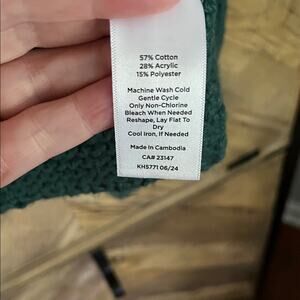 57% Cotton
28% Acrylic
15% Polyester
Machine Wash Cold
Gentle Cycle
Only Non-Chlorine
Bleach When Needed
Reshape, Lay Flat To
Dry
Cool Iron, If Needed
Made in Cambodia
CA# 23147
KH5771 06/24